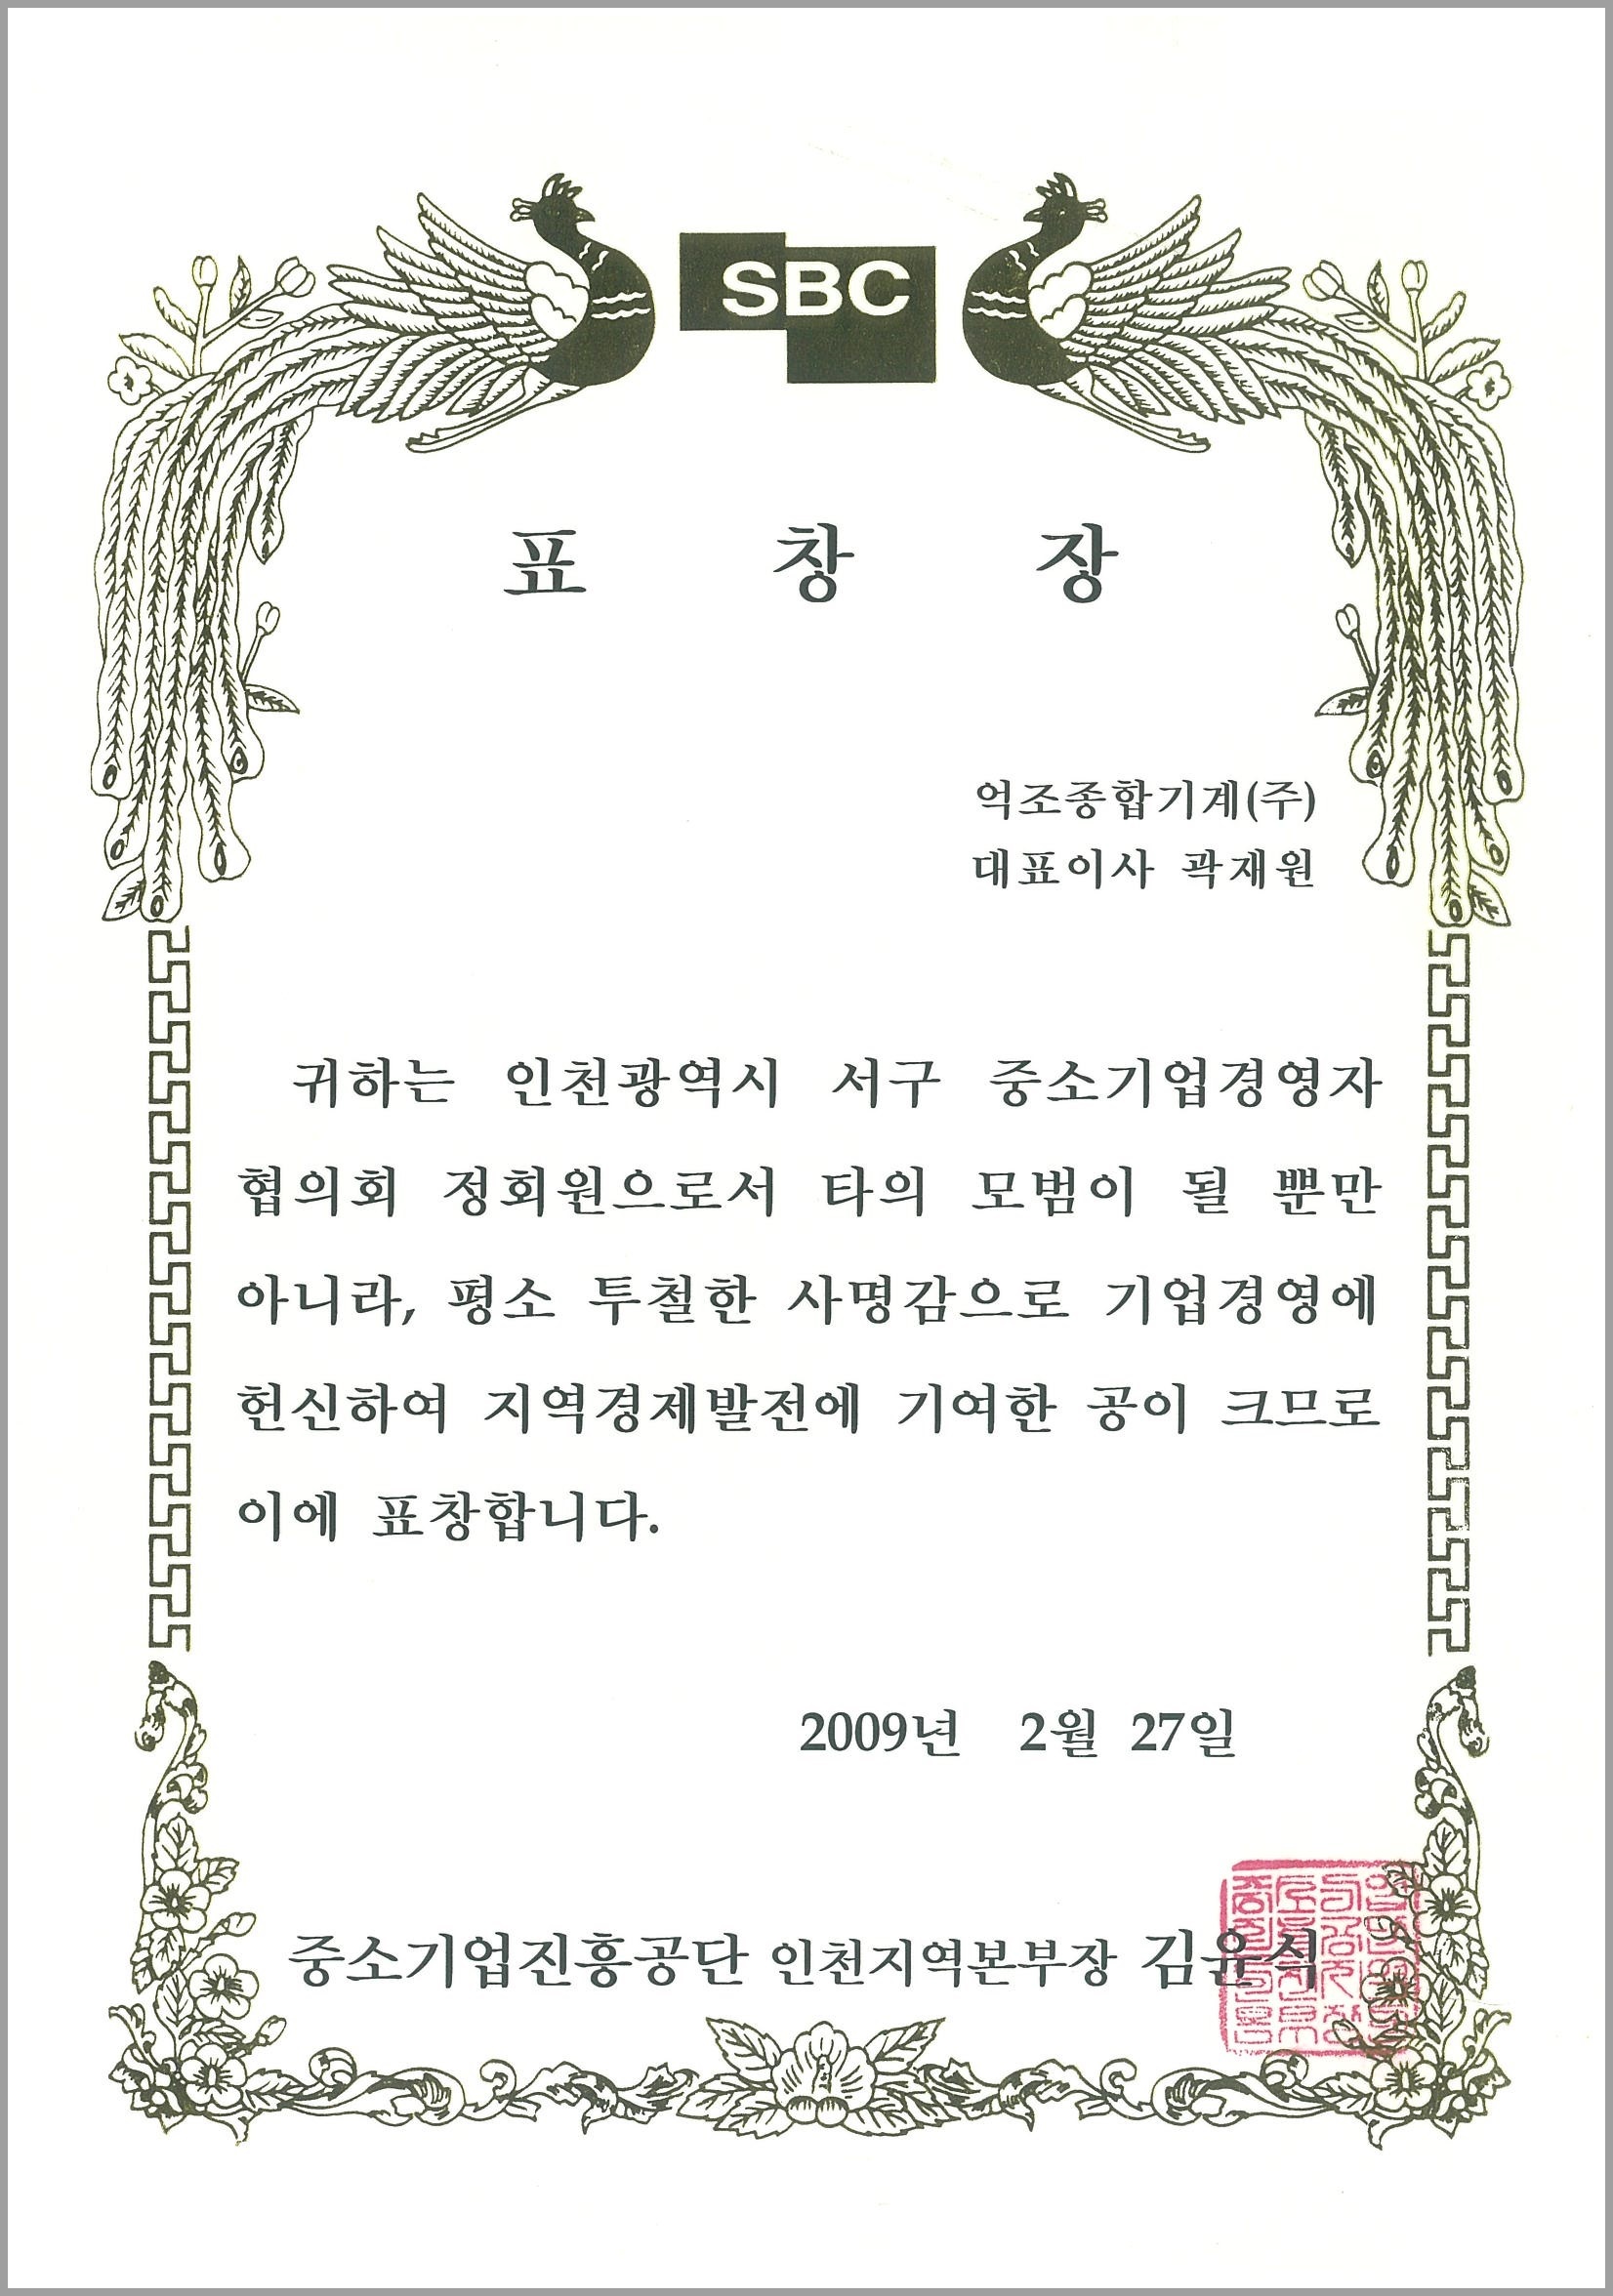 SBC
표 창 장
억조종합기계(주)
대표이사 곽재원
귀하는 인천광역시 서구 중소기업경영자
협의회 정회원으로서 타의 모범이 될 뿐만
아니라, 평소 투철한 사명감으로 기업경영에
헌신하여 지역경제발전에 기여한 공이 크므로
이에 표창합니다.
2009년 2월 27일
중소기업진흥공단 인천지역본부장 김윤식